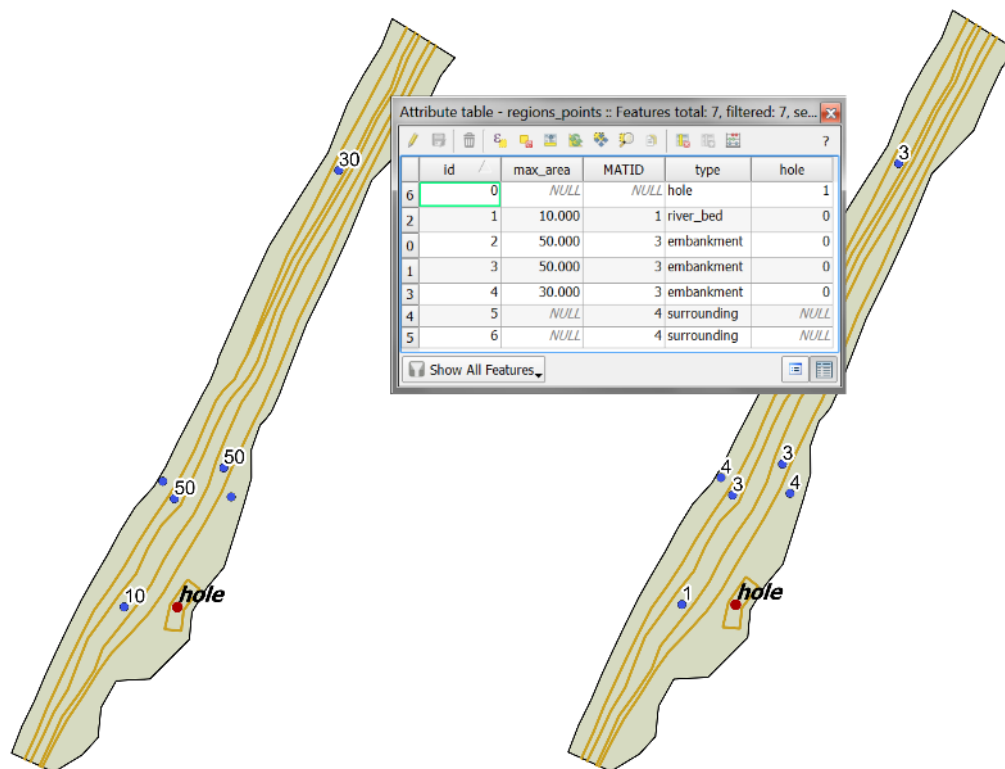 Attribute table - regions_points :: Features total: 7, filtered: 7, se...
?
id max_area MATID type hole
6 0 NULL NULL hole 1
2 1 10.000 1 river_bed 0
0 2 50.000 3 embankment 0
1 3 50.000 3 embankment 0
3 4 30.000 3 embankment 0
4 5 NULL 4 surrounding NULL
5 6 NULL 4 surrounding NULL
Show All Features
30
50
50
10
hole
3
3
4
3
4
1
hole